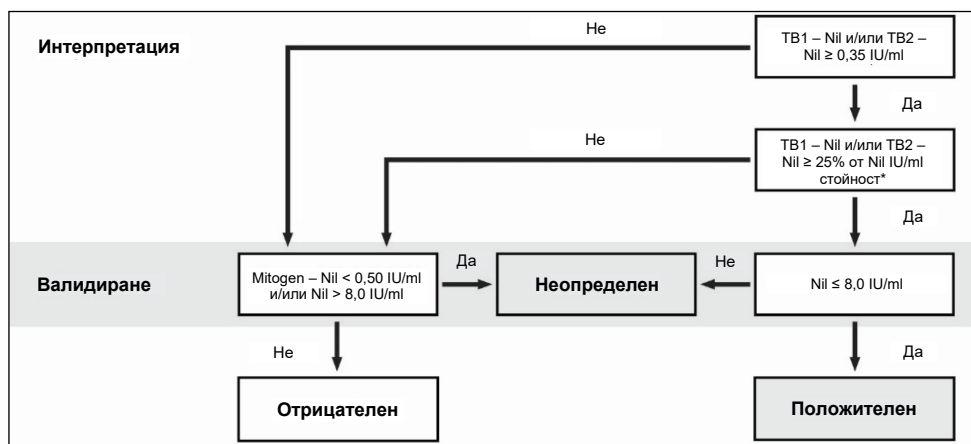 Интерпретация
Не
TB1 – Nil и/или TB2 –
Nil ≥ 0,35 IU/ml
Да
Не
TB1 – Nil и/или TB2 –
Nil ≥ 25% от Nil IU/ml
стойност*
Да
Валидиране
Mitogen – Nil < 0,50 IU/ml
и/или Nil > 8,0 IU/ml
Да
Неопределен
Не
Nil ≤ 8,0 IU/ml
Не
Да
Отрицателен
Положителен